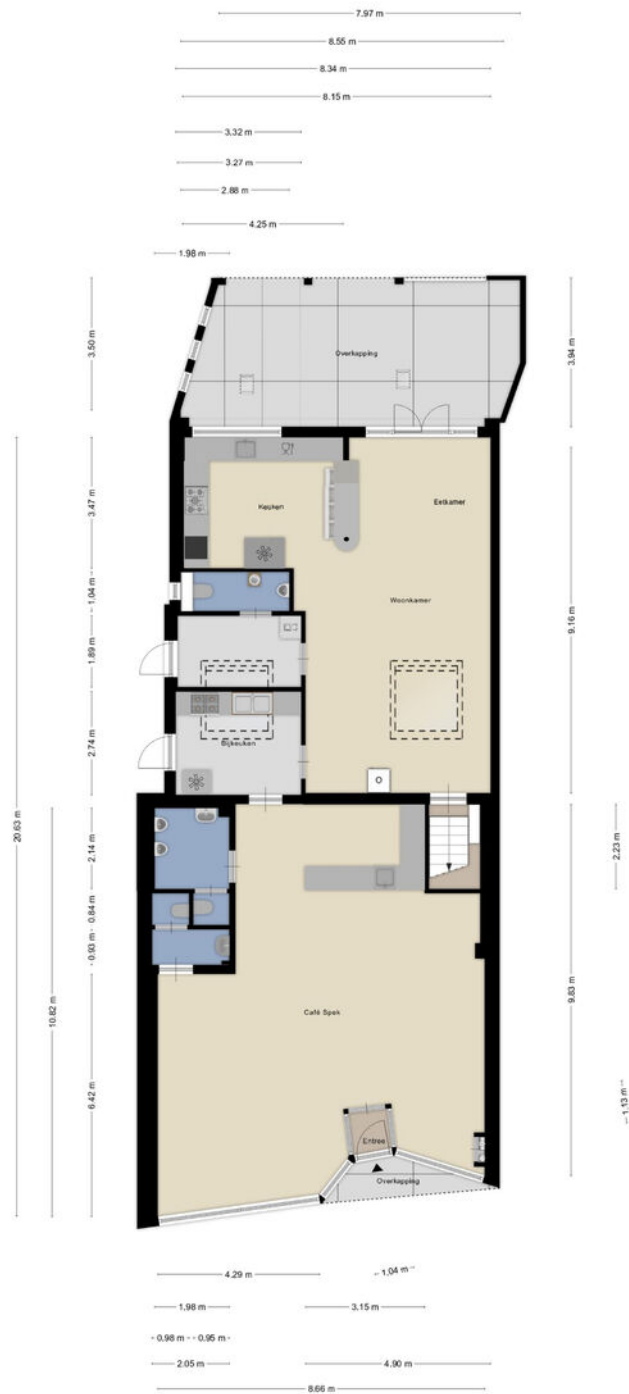 7.97 m
8.55 m
8.34 m
8.15 m
3.32 m
3.27 m
2.88 m
4.25 m
1.98 m
3.50 m
3.94 m
Overkapping
3.47 m
Keuken
Eetkamer
9.16 m
1.04 m
Woonkamer
1.89 m
2.74 m
Bijkeuken
20.63 m
10.82 m
2.14 m
2.23 m
0.84 m
0.93 m
9.83 m
Café Spek
6.42 m
1.13 m
Entree
Overkapping
4.29 m
1.04 m
1.98 m
3.15 m
0.98 m 0.95 m
2.05 m
4.90 m
8.66 m